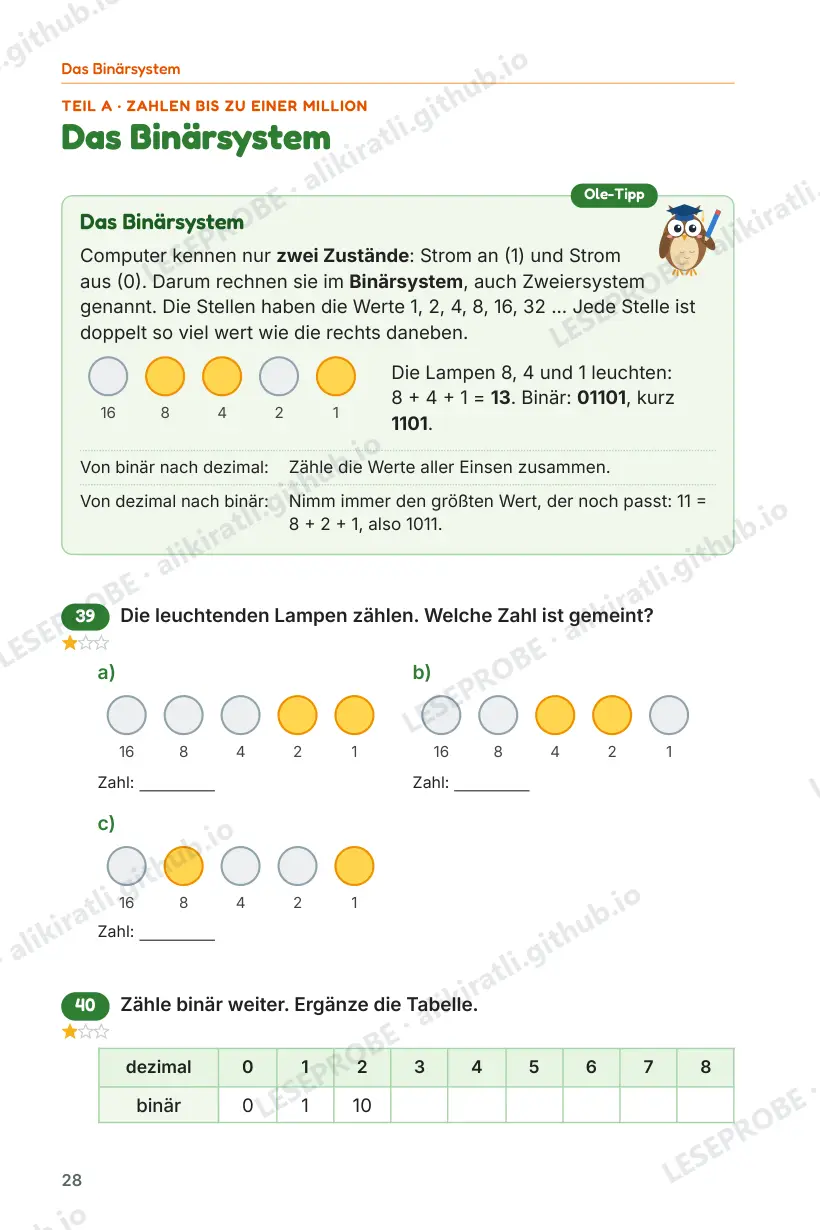 Das Binärsystem
TEIL A · ZAHLEN BIS ZU EINER MILLION
Das Binärsystem
Ole-Tipp
Das Binärsystem
Computer kennen nur zwei Zustände: Strom an (1) und Strom
aus (0). Darum rechnen sie im Binärsystem, auch Zweiersystem
genannt. Die Stellen haben die Werte 1, 2, 4, 8, 16, 32 ... Jede Stelle ist
doppelt so viel wert wie die rechts daneben.
16 8 4 2 1
Die Lampen 8, 4 und 1 leuchten:
8 + 4 + 1 = 13. Binär: 01101, kurz
1101.
Von binär nach dezimal: Zähle die Werte aller Einsen zusammen.
Von dezimal nach binär: Nimm immer den größten Wert, der noch passt: 11 =
8 + 2 + 1, also 1011.
39 Die leuchtenden Lampen zählen. Welche Zahl ist gemeint?
a)
16 8 4 2 1
Zahl:
b)
16 8 4 2 1
Zahl:
c)
16 8 4 2 1
Zahl:
40 Zähle binär weiter. Ergänze die Tabelle.
dezimal 0 1 2 3 4 5 6 7 8
binär 0 1 10
28
LESEPROBE · alikiratli.github.io